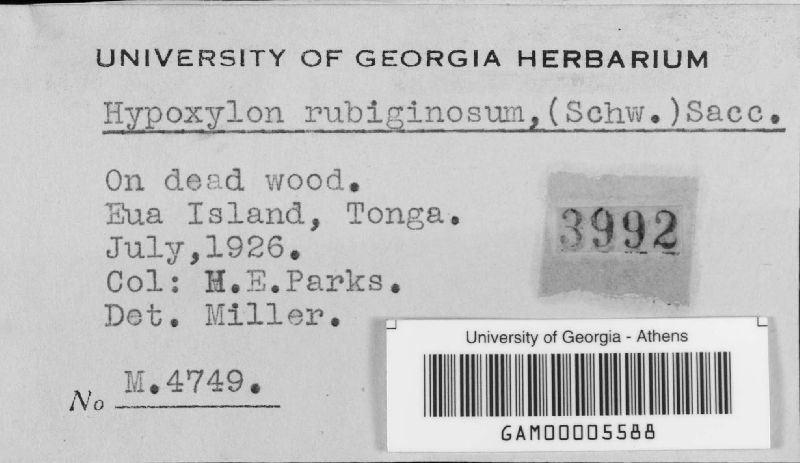 UNIVERSITY OF GEORGIA HERBARIUM
Hypoxylon rubiginosum,(Schw.)Sacc.
On dead wood.
Eua Island, Tonga.
July,1926.
Col: H.E.Parks.
Det. Miller.
3992
No M.4749.
University of Georgia - Athens
GAM00005588